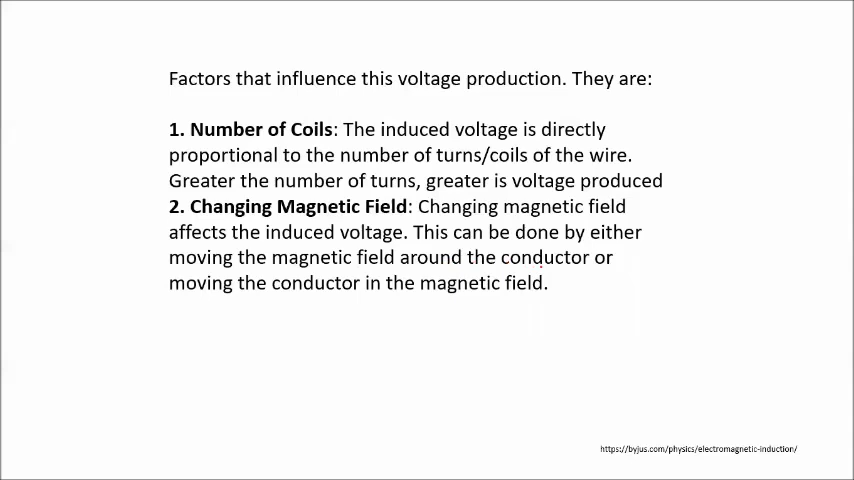 Factors that influence this voltage production. They are:
1. Number of Coils: The induced voltage is directly
proportional to the number of turns/coils of the wire.
Greater the number of turns, greater is voltage produced
2. Changing Magnetic Field: Changing magnetic field
affects the induced voltage. This can be done by either
moving the magnetic field around the conductor or
moving the conductor in the magnetic field.
https://byjus.com/physics/electromagnetic-induction/